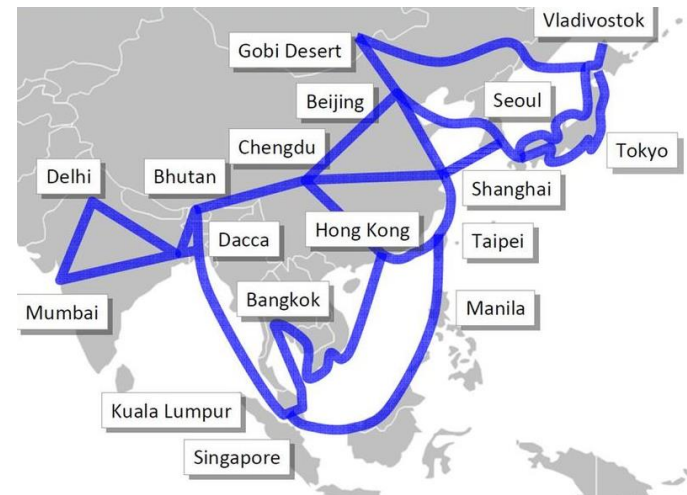 Vladivostok
Gobi Desert
Beijing
Seoul
Chengdu
Tokyo
Delhi
Bhutan
Shanghai
Dacca
Hong Kong
Taipei
Bangkok
Manila
Mumbai
Kuala Lumpur
Singapore